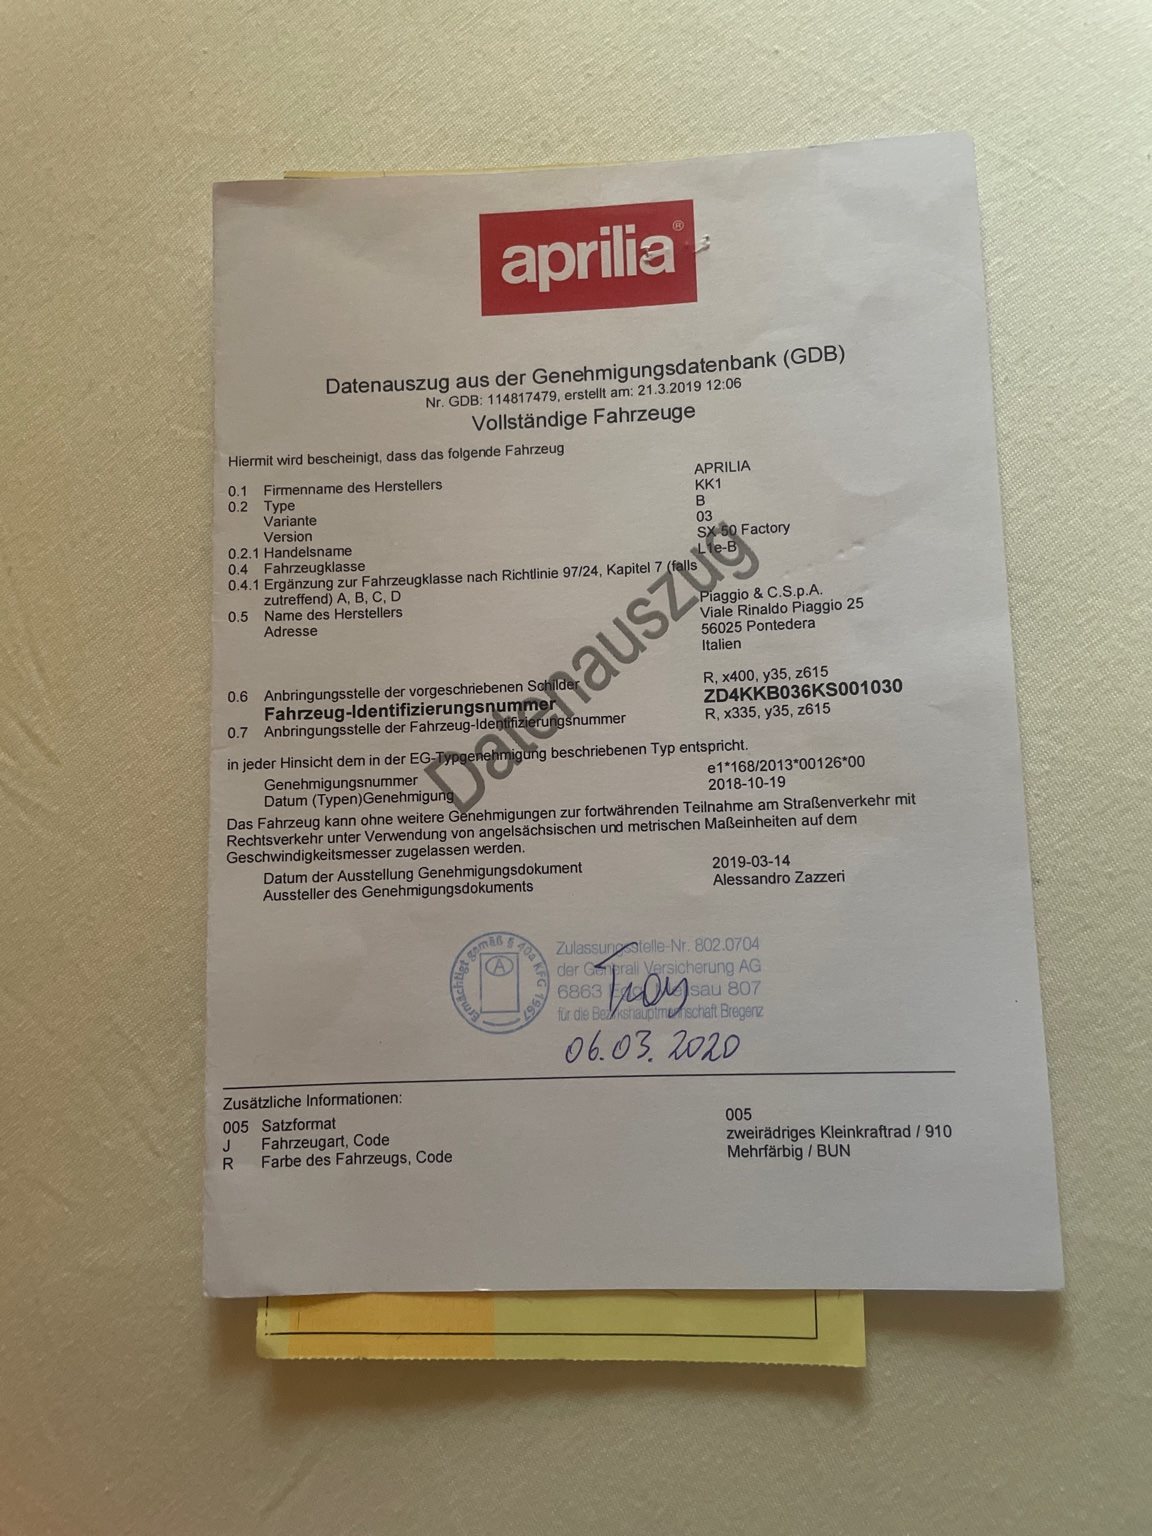 aprilia®
Datenauszug aus der Genehmigungsdatenbank (GDB)
Nr. GDB: 114817479, erstellt am: 21.3.2019 12:06
Vollständige Fahrzeuge
Hiermit wird bescheinigt, dass das folgende Fahrzeug
0.1 Firmenname des Herstellers APRILIA
0.2 Type KK1
Variante B
Version 03
0.2.1 Handelsname SX 50 Factory
0.4 Fahrzeugklasse L1e-B
0.4.1 Ergänzung zur Fahrzeugklasse nach Richtlinie 97/24, Kapitel 7 (falls
zutreffend) A, B, C, D
0.5 Name des Herstellers Piaggio & C.S.p.A.
Adresse Viale Rinaldo Piaggio 25
56025 Pontedera
Italien
0.6 Anbringungsstelle der vorgeschriebenen Schilder R, x400, y35, z615
Fahrzeug-Identifizierungsnummer ZD4KKB036KS001030
0.7 Anbringungsstelle der Fahrzeug-Identifizierungsnummer R, x335, y35, z615
Datenauszug
in jeder Hinsicht dem in der EG-Typgenehmigung beschriebenen Typ entspricht.
Genehmigungsnummer e1*168/2013*00126*00
Datum (Typen)Genehmigung 2018-10-19
Das Fahrzeug kann ohne weitere Genehmigungen zur fortwährenden Teilnahme am Straßenverkehr mit
Rechtsverkehr unter Verwendung von angelsächsischen und metrischen Maßeinheiten auf dem
Geschwindigkeitsmesser zugelassen werden.
Datum der Ausstellung Genehmigungsdokument 2019-03-14
Aussteller des Genehmigungsdokuments Alessandro Zazzeri
Ermächtigt gemäß § 40a KFG 1967
A
Zulassungsstelle-Nr. 802.0704
der Generali Versicherung AG
6863 807
für die Bezirkshauptmannschaft Bregenz
06.03.2020
Zusätzliche Informationen:
005 Satzformat 005
J Fahrzeugart, Code zweirädriges Kleinkraftrad / 910
R Farbe des Fahrzeugs, Code Mehrfärbig / BUN